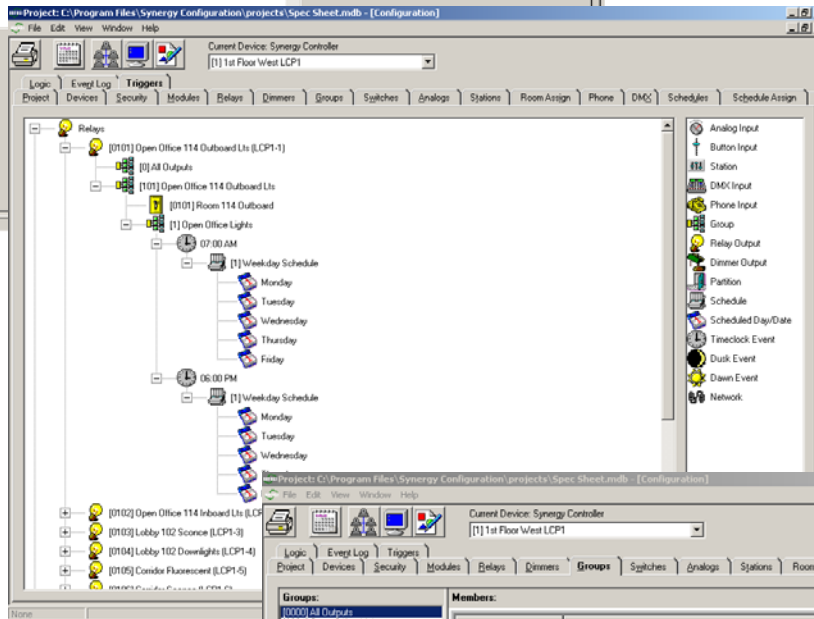 Project: C:\Program Files\Synergy Configuration\projects\Spec Sheet.mdb - [Configuration]
File Edit View Window Help
Current Device: Synergy Controller
[1] 1st Floor West LCP1
Logic Event Log Triggers
Project Devices Security Modules Relays Dimmers Groups Switches Analogs Stations Room Assign Phone DMX Schedules Schedule Assign
Relays
[0101] Open Office 114 Outboard Lts (LCP1-1)
[0] All Outputs
[101] Open Office 114 Outboard Lts
[0101] Room 114 Outboard
[1] Open Office Lights
07:00 AM
[1] Weekday Schedule
Monday
Tuesday
Wednesday
Thursday
Friday
06:00 PM
[1] Weekday Schedule
Monday
Tuesday
Wednesday
[0102] Open Office 114 Inboard Lts (LCP
[0103] Lobby 102 Sconce (LCP1-3)
[0104] Lobby 102 Downlights (LCP1-4)
[0105] Corridor Fluorescent (LCP1-5)
None
Analog Input
Button Input
Station
DMX Input
Phone Input
Group
Relay Output
Dimmer Output
Partition
Schedule
Scheduled Day/Date
Timeclock Event
Dusk Event
Dawn Event
Network
Project: C:\Program Files\Synergy Configuration\projects\Spec Sheet.mdb - [Configuration]
File Edit View Window Help
Current Device: Synergy Controller
[1] 1st Floor West LCP1
Logic Event Log Triggers
Project Devices Security Modules Relays Dimmers Groups Switches Analogs Stations Room
Groups: Members:
[0000] All Outputs